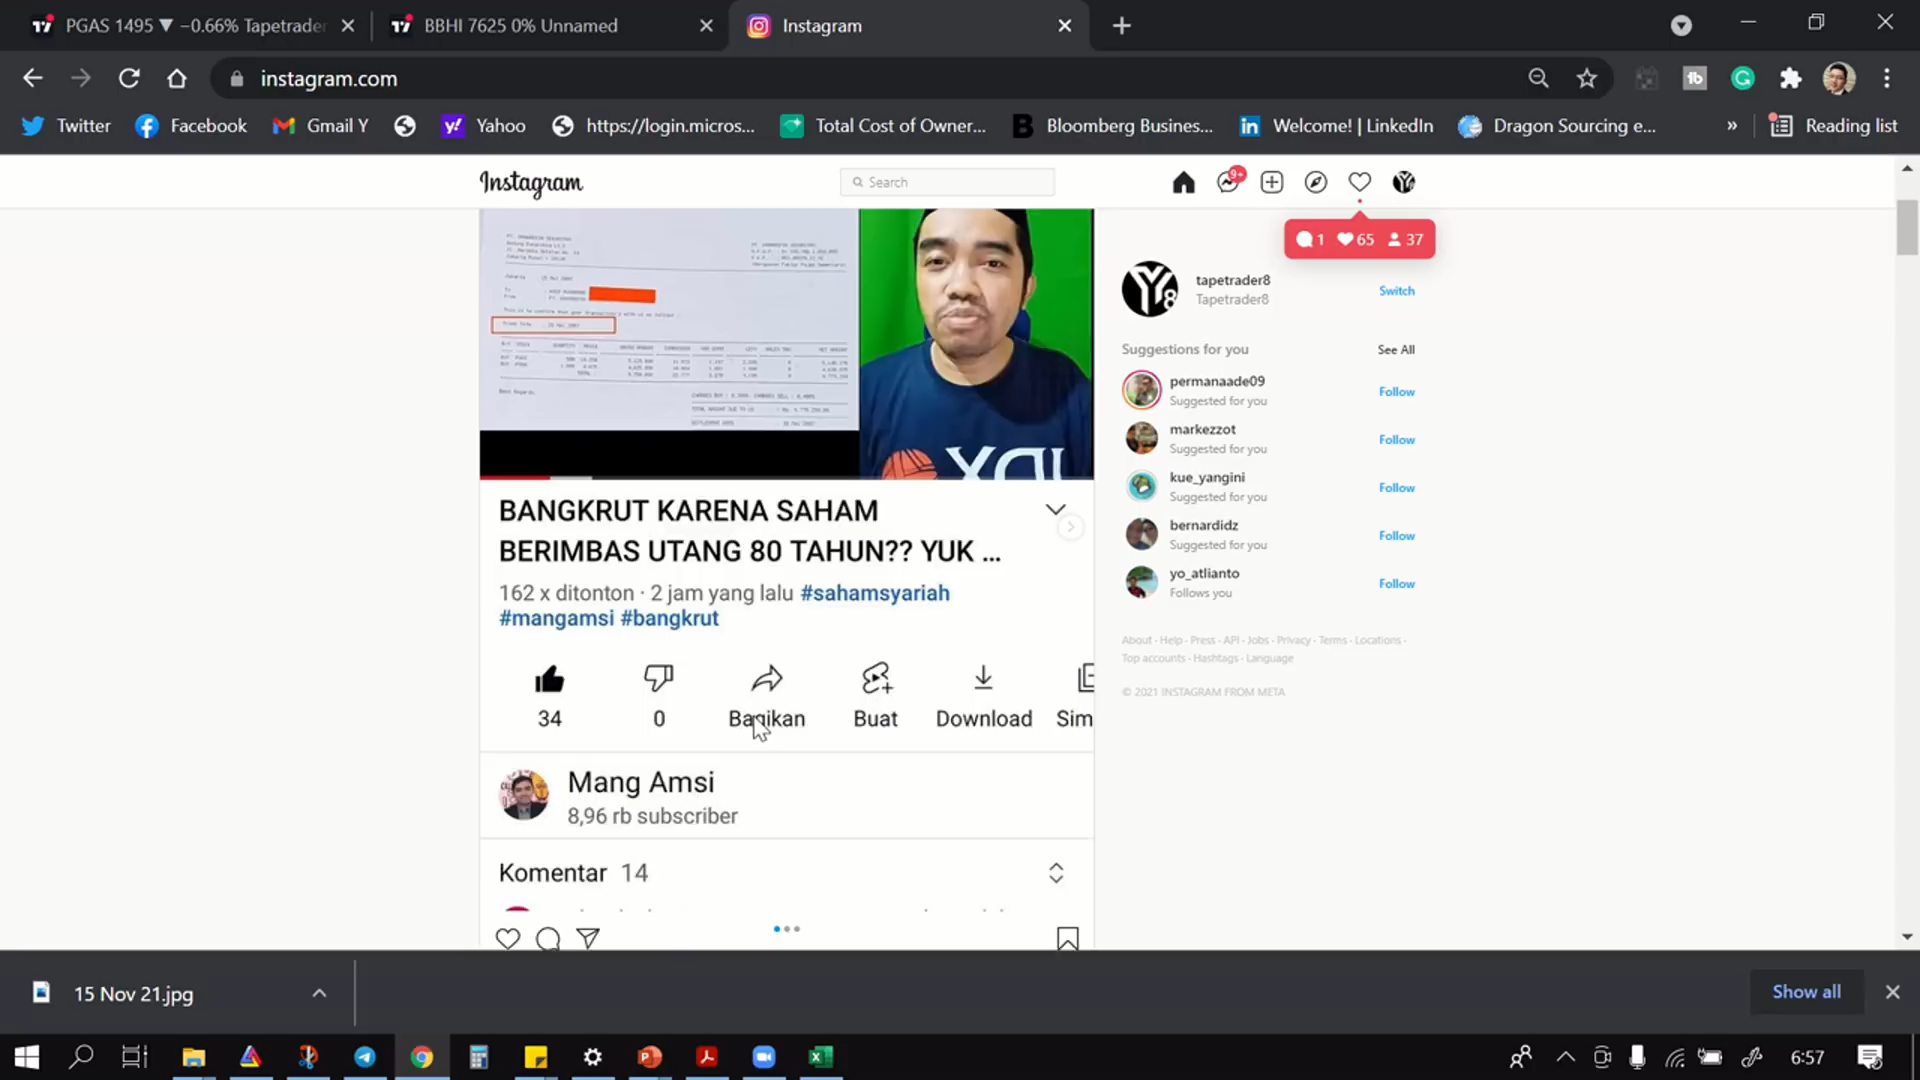 PGAS 1495 ▼ −0.66% Tapetrader
BBHI 7625 0% Unnamed
Instagram
instagram.com
Twitter
Facebook
Gmail Y
Yahoo
https://login.micros...
Total Cost of Owner...
Bloomberg Business...
Welcome! | LinkedIn
Dragon Sourcing e...
»
Reading list
Instagram
Search
9+
1 65 37
tapetrader8
Tapetrader8
Switch
Suggestions for you
See All
permanaade09
Suggested for you
Follow
markezzot
Suggested for you
Follow
kue_yangini
Suggested for you
Follow
bernardidz
Suggested for you
Follow
yo_atlianto
Follows you
Follow
About · Help · Press · API · Jobs · Privacy · Terms · Locations ·
Top accounts · Hashtags · Language
© 2021 INSTAGRAM FROM META
BANGKRUT KARENA SAHAM
BERIMBAS UTANG 80 TAHUN?? YUK ...
162 x ditonton · 2 jam yang lalu #sahamsyariah
#mangamsi #bangkrut
34
0
Bagikan
Buat
Download
Sim
Mang Amsi
8,96 rb subscriber
Komentar 14
15 Nov 21.jpg
Show all
6:57